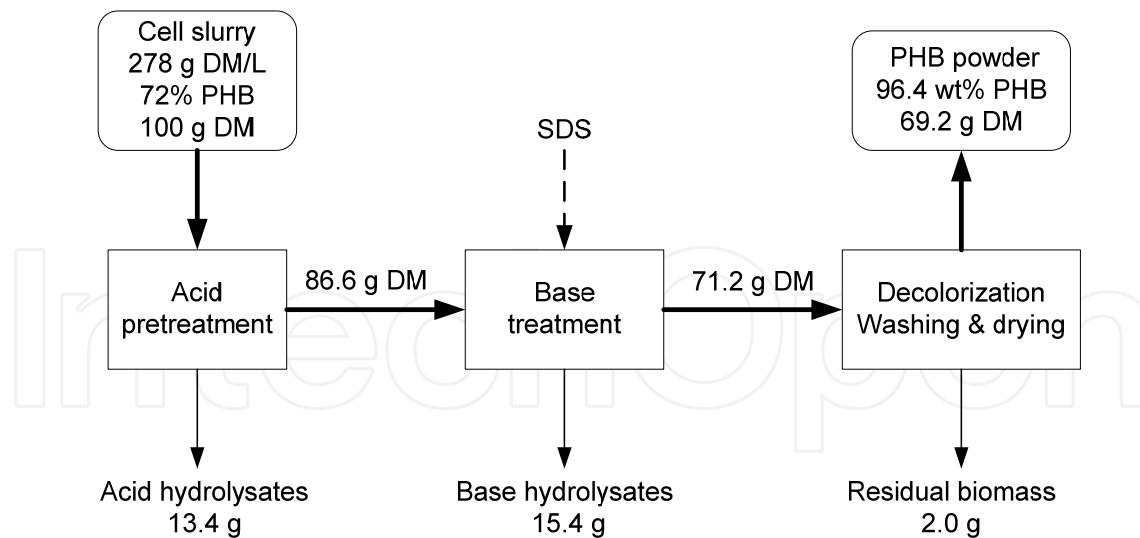 Cell slurry
278 g DM/L
72% PHB
100 g DM
SDS
PHB powder
96.4 wt% PHB
69.2 g DM
Acid
pretreatment
86.6 g DM
Base
treatment
71.2 g DM
Decolorization
Washing & drying
Acid hydrolysates
13.4 g
Base hydrolysates
15.4 g
Residual biomass
2.0 g
IntechOpen